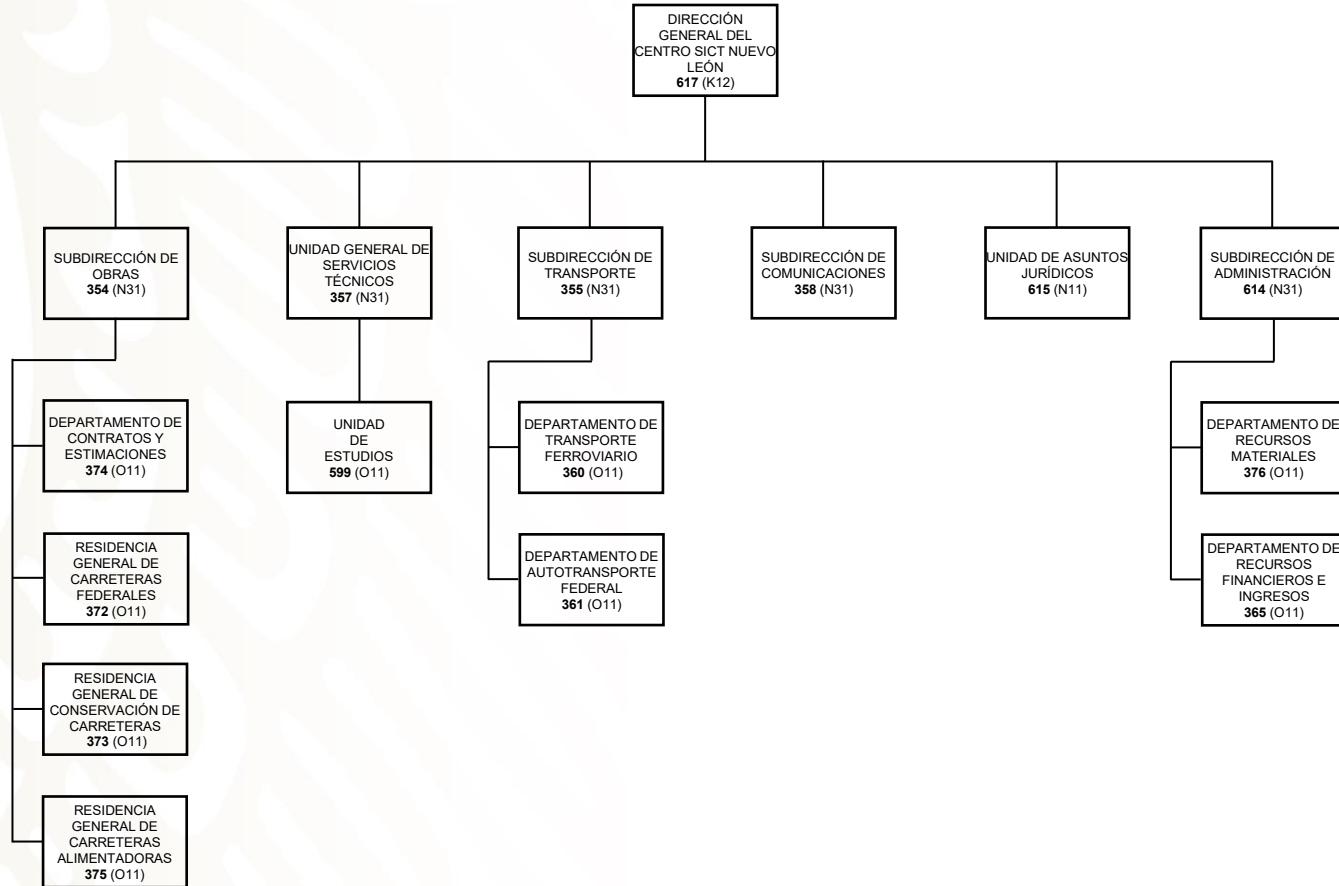 DIRECCIÓN
GENERAL DEL
CENTRO SICT NUEVO
LEÓN
617 (K12)
SUBDIRECCIÓN DE
OBRAS
354 (N31)
UNIDAD GENERAL DE
SERVICIOS
TÉCNICOS
357 (N31)
SUBDIRECCIÓN DE
TRANSPORTE
355 (N31)
SUBDIRECCIÓN DE
COMUNICACIONES
358 (N31)
UNIDAD DE ASUNTOS
JURÍDICOS
615 (N11)
SUBDIRECCIÓN DE
ADMINISTRACIÓN
614 (N31)
DEPARTAMENTO DE
CONTRATOS Y
ESTIMACIONES
374 (O11)
UNIDAD
DE
ESTUDIOS
599 (O11)
DEPARTAMENTO DE
TRANSPORTE
FERROVIARIO
360 (O11)
DEPARTAMENTO DE
RECURSOS
MATERIALES
376 (O11)
RESIDENCIA
GENERAL DE
CARRETERAS
FEDERALES
372 (O11)
DEPARTAMENTO DE
AUTOTRANSPORTE
FEDERAL
361 (O11)
DEPARTAMENTO DE
RECURSOS
FINANCIEROS E
INGRESOS
365 (O11)
RESIDENCIA
GENERAL DE
CONSERVACIÓN DE
CARRETERAS
373 (O11)
RESIDENCIA
GENERAL DE
CARRETERAS
ALIMENTADORAS
375 (O11)